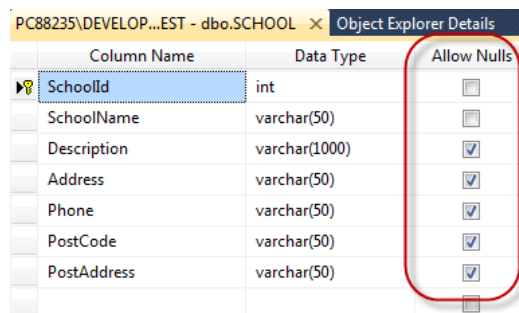 PC88235\DEVELOP...EST - dbo.SCHOOL Object Explorer Details
Column Name Data Type Allow Nulls
SchoolId int
SchoolName varchar(50)
Description varchar(1000)
Address varchar(50)
Phone varchar(50)
PostCode varchar(50)
PostAddress varchar(50)